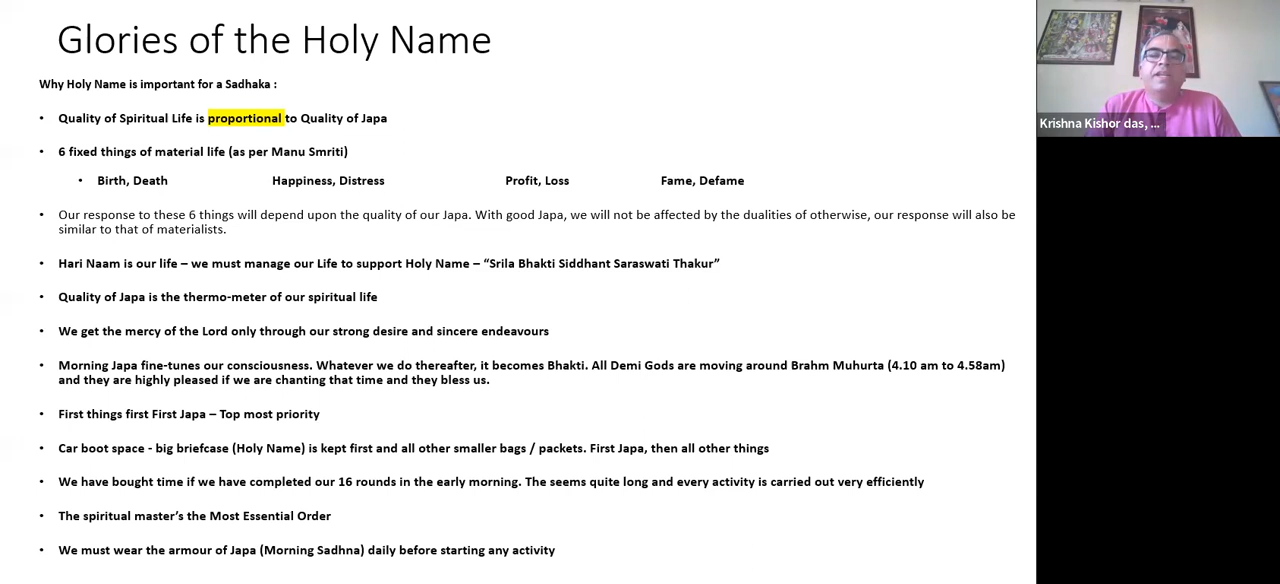 Glories of the Holy Name
Why Holy Name is important for a Sadhaka :
• Quality of Spiritual Life is proportional to Quality of Japa
• 6 fixed things of material life (as per Manu Smriti)
• Birth, Death Happiness, Distress Profit, Loss Fame, Defame
• Our response to these 6 things will depend upon the quality of our Japa. With good Japa, we will not be affected by the dualities of otherwise, our response will also be
similar to that of materialists.
• Hari Naam is our life – we must manage our Life to support Holy Name – “Srila Bhakti Siddhant Saraswati Thakur”
• Quality of Japa is the thermo-meter of our spiritual life
• We get the mercy of the Lord only through our strong desire and sincere endeavours
• Morning Japa fine-tunes our consciousness. Whatever we do thereafter, it becomes Bhakti. All Demi Gods are moving around Brahm Muhurta (4.10 am to 4.58am)
and they are highly pleased if we are chanting that time and they bless us.
• First things first First Japa – Top most priority
• Car boot space - big briefcase (Holy Name) is kept first and all other smaller bags / packets. First Japa, then all other things
• We have bought time if we have completed our 16 rounds in the early morning. The seems quite long and every activity is carried out very efficiently
• The spiritual master’s the Most Essential Order
• We must wear the armour of Japa (Morning Sadhna) daily before starting any activity
Krishna Kishor das, ...